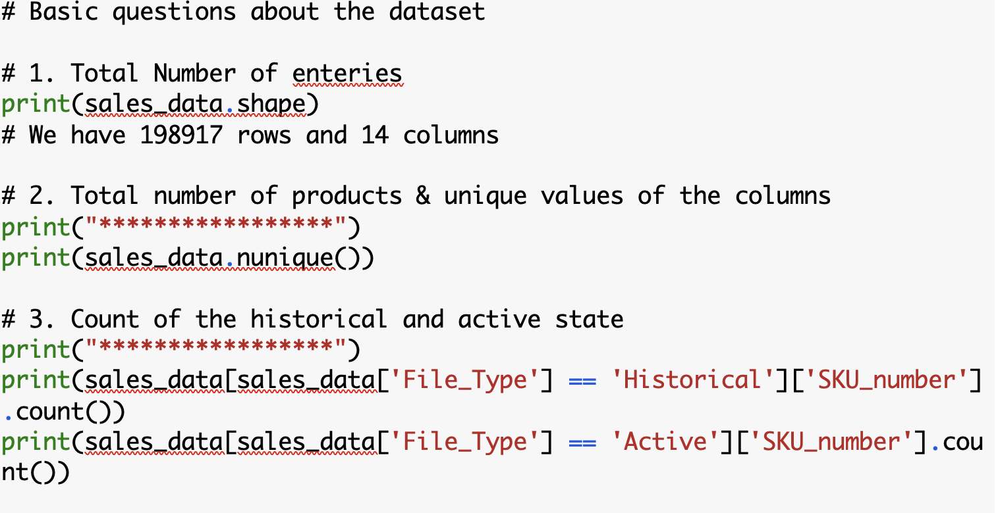 # Basic questions about the dataset
# 1. Total Number of enteries
print(sales_data.shape)
# We have 198917 rows and 14 columns
# 2. Total number of products & unique values of the columns
print("*****************")
print(sales_data.nunique())
# 3. Count of the historical and active state
print("*****************")
print(sales_data[sales_data['File_Type'] == 'Historical']['SKU_number']
.count())
print(sales_data[sales_data['File_Type'] == 'Active']['SKU_number'].cou
nt())